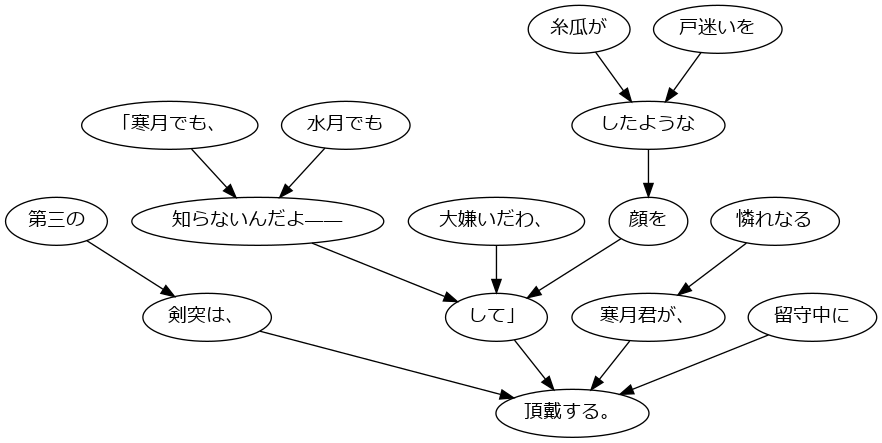 糸瓜が
戸迷いを
「寒月でも、
水月でも
したような
第三の
知らないんだよ――
大嫌いだわ、
顔を
憐れなる
剣突は、
して」
寒月君が、
留守中に
頂戴する。